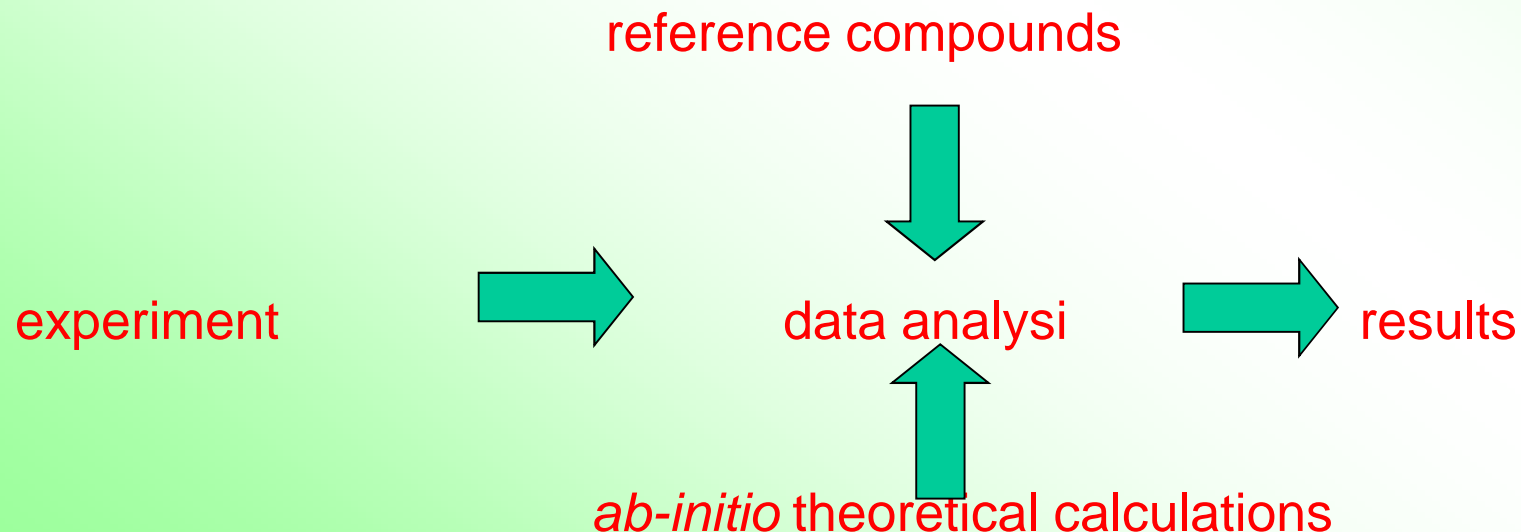 reference compounds
experiment
data analysi
results
ab-initio theoretical calculations